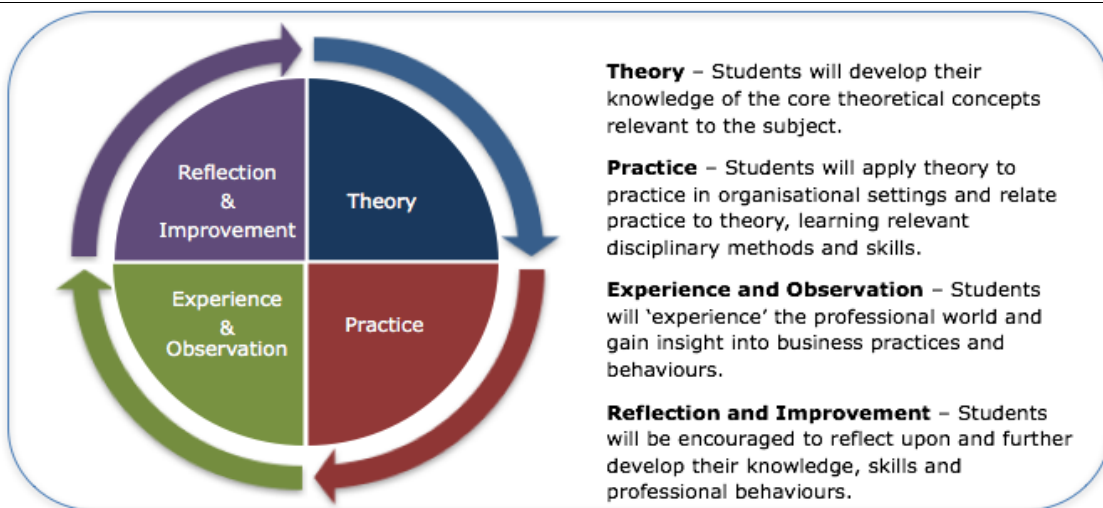 Reflection
&
Improvement
Theory
Experience
&
Observation
Practice
Theory – Students will develop their
knowledge of the core theoretical concepts
relevant to the subject.
Practice – Students will apply theory to
practice in organisational settings and relate
practice to theory, learning relevant
disciplinary methods and skills.
Experience and Observation – Students
will ‘experience’ the professional world and
gain insight into business practices and
behaviours.
Reflection and Improvement – Students
will be encouraged to reflect upon and further
develop their knowledge, skills and
professional behaviours.